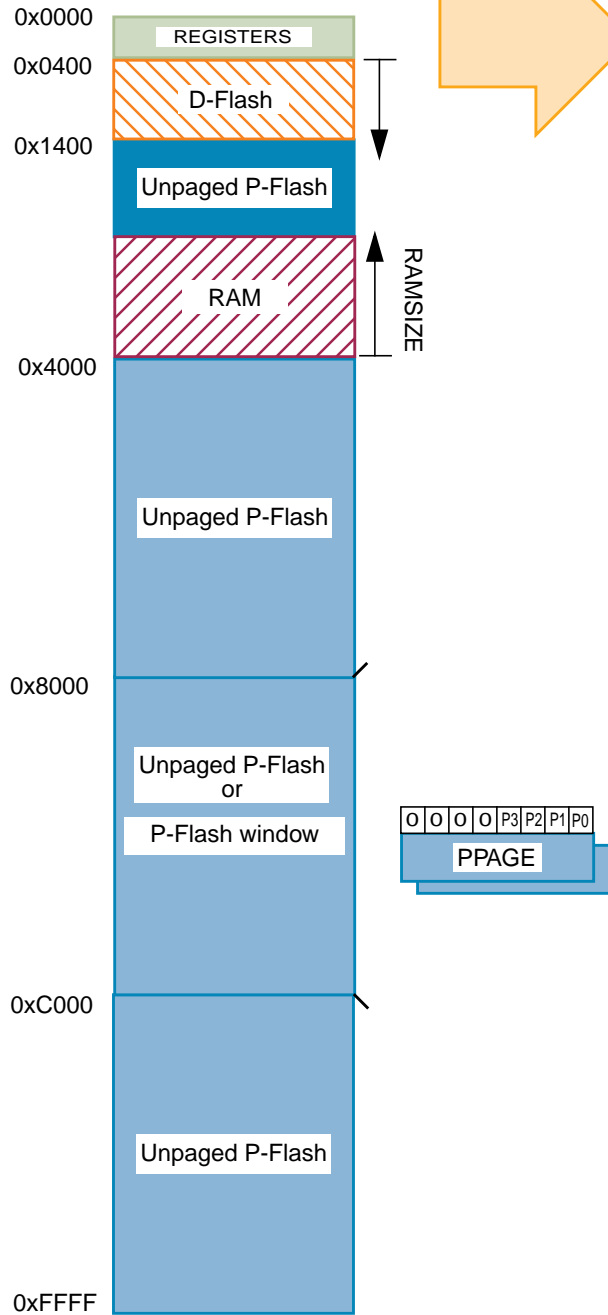 0x0000
REGISTERS
0x0400
D-Flash
0x1400
Unpaged P-Flash
RAM
RAMSIZE
0x4000
Unpaged P-Flash
0x8000
Unpaged P-Flash
or
P-Flash window
0 0 0 0 P3 P2 P1 P0
PPAGE
0xC000
Unpaged P-Flash
0xFFFF